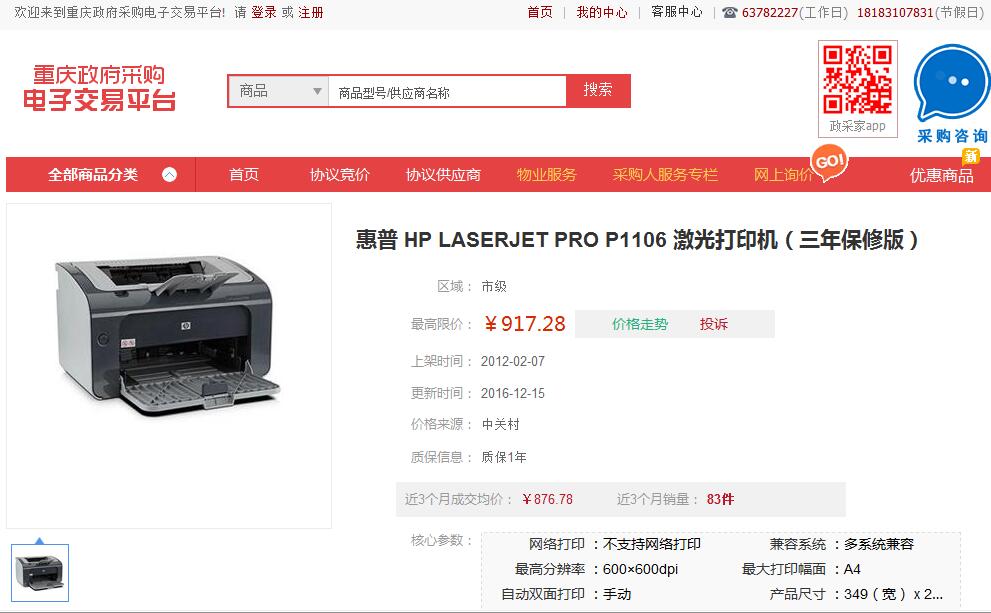 欢迎来到重庆政府采购电子交易平台! 请 登录 或 注册
首页 | 我的中心 | 客服中心 | 63782227(工作日) 18183107831(节假日)
重庆政府采购
电子交易平台
商品 商品型号/供应商名称 搜索
政采家app
采购咨询
GO!
新
全部商品分类 首页 协议竞价 协议供应商 物业服务 采购人服务专栏 网上询价 优惠商品
惠普 HP LASERJET PRO P1106 激光打印机（三年保修版）
区域： 市级
最高限价： ￥917.28 价格走势 投诉
上架时间： 2012-02-07
更新时间： 2016-12-15
价格来源： 中关村
质保信息： 质保1年
近3个月成交均价： ￥876.78 近3个月销量： 83件
核心参数：
网络打印 ：不支持网络打印 兼容系统 ：多系统兼容
最高分辨率 ：600×600dpi 最大打印幅面 ：A4
自动双面打印 ：手动 产品尺寸 ：349（宽）x 2...